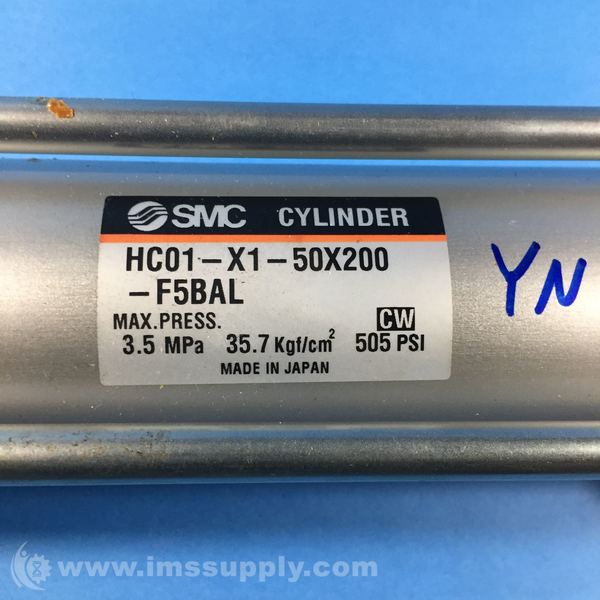 SMC CYLINDER
HC01-X1-50X200
-F5BAL
MAX.PRESS. CW
3.5 MPa 35.7 Kgf/cm² 505 PSI
MADE IN JAPAN
YN
www.imssupply.com